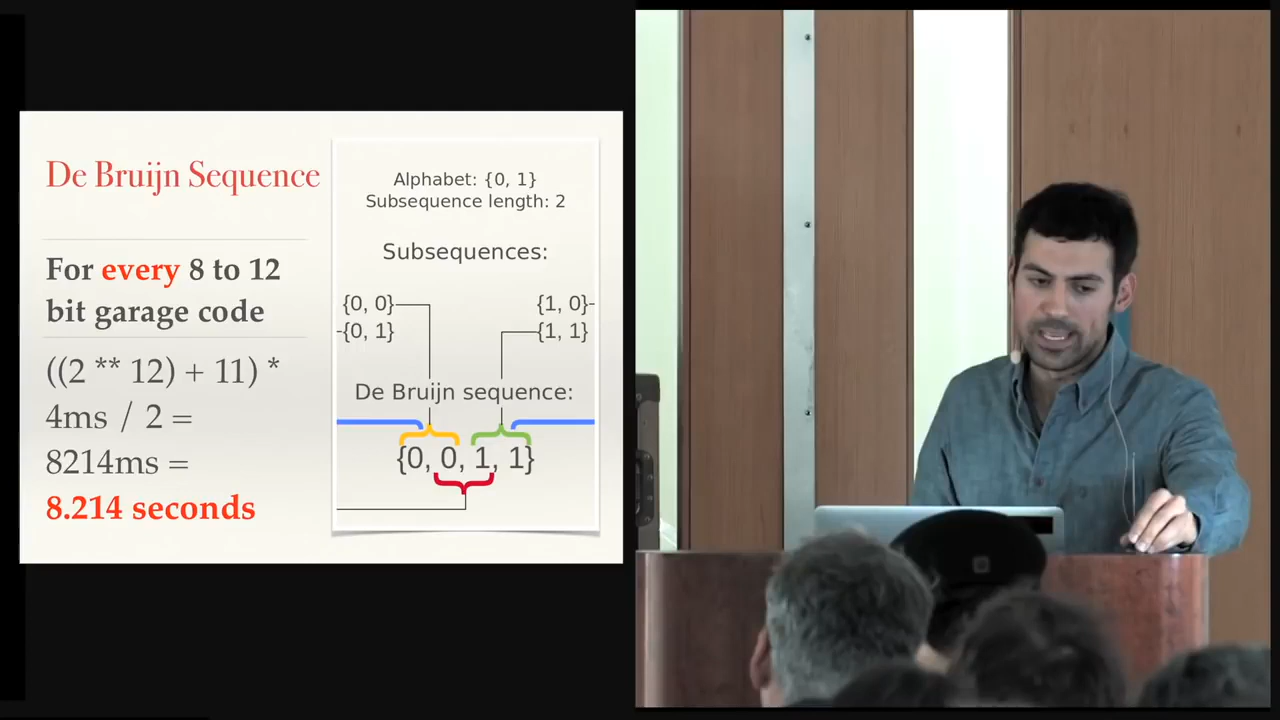 De Bruijn Sequence
For every 8 to 12
bit garage code
((2 ** 12) + 11) *
4ms / 2 =
8214ms =
8.214 seconds
Alphabet: {0, 1}
Subsequence length: 2
Subsequences:
{0, 0}
{1, 0}
{0, 1}
{1, 1}
De Bruijn sequence:
{0, 0, 1, 1}